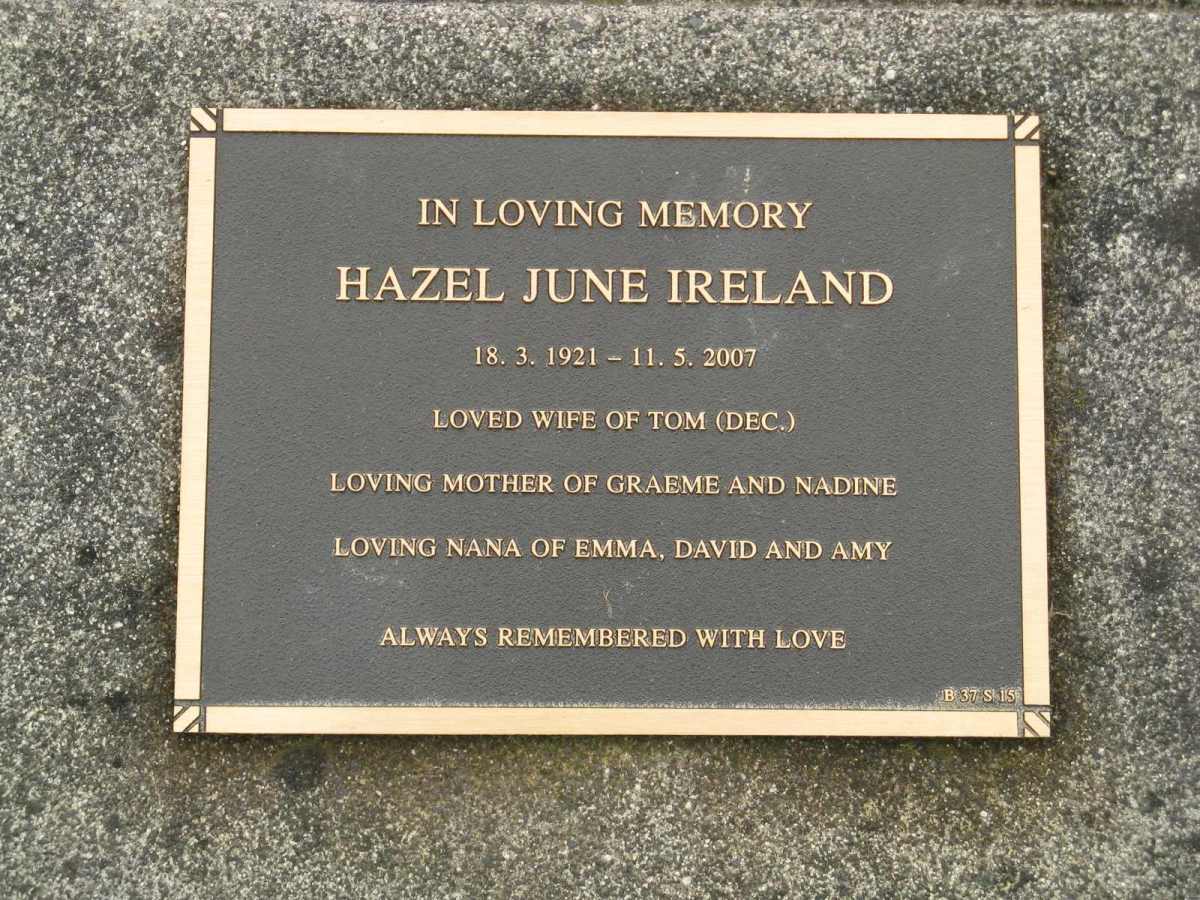 IN LOVING MEMORY
HAZEL JUNE IRELAND
18. 3. 1921 – 11. 5. 2007
LOVED WIFE OF TOM (DEC.)
LOVING MOTHER OF GRAEME AND NADINE
LOVING NANA OF EMMA, DAVID AND AMY
ALWAYS REMEMBERED WITH LOVE
B 37 S 15